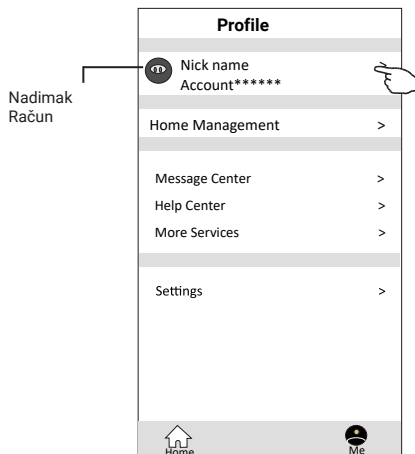 Profile
Nick name
Account******
Nadimak
Račun
Home Management >
Message Center >
Help Center >
More Services >
Settings >
Home
Me